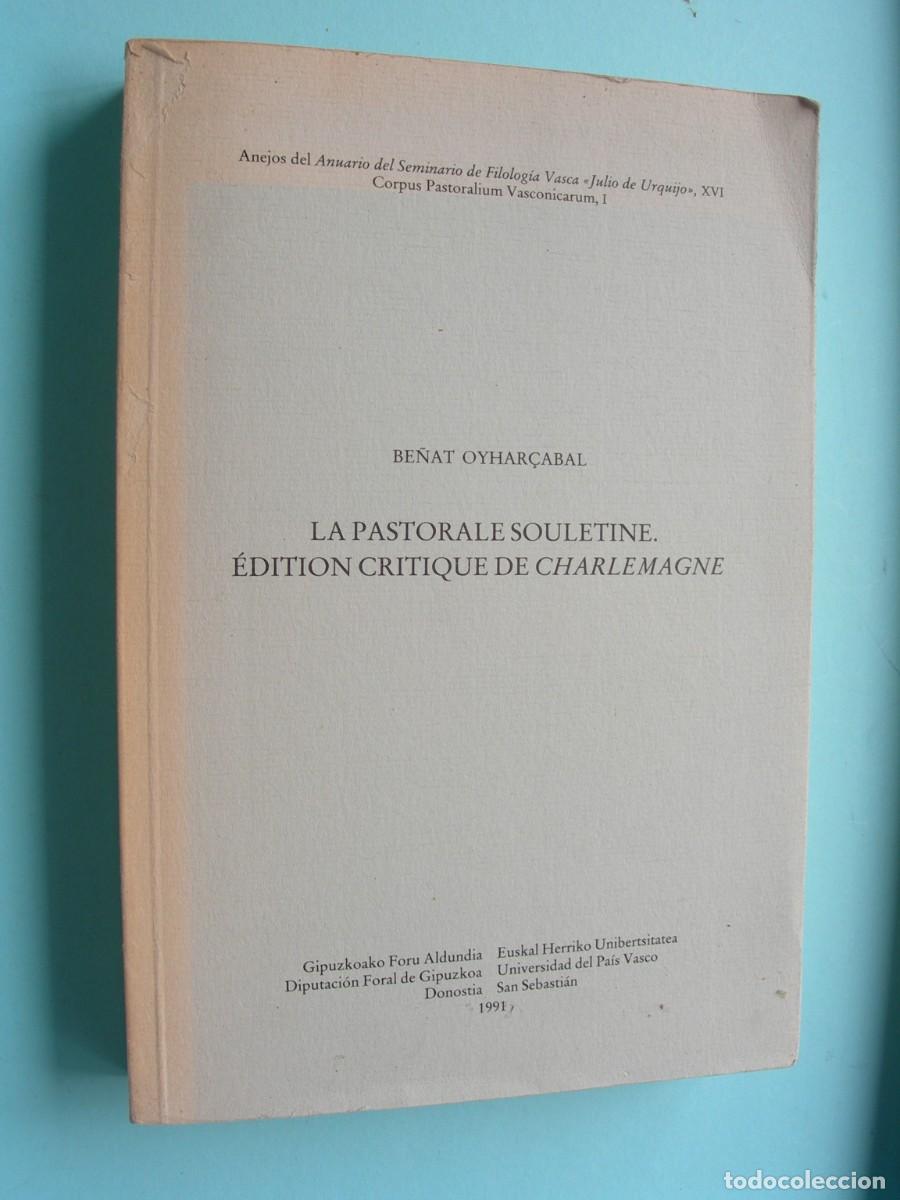 Anejos del Anuario del Seminario de Filología Vasca «Julio de Urquijo», XVI
Corpus Pastoralium Vasconicarum, I
BEÑAT OYHARÇABAL
LA PASTORALE SOULETINE.
ÉDITION CRITIQUE DE CHARLEMAGNE
Gipuzkoako Foru Aldundia Euskal Herriko Unibertsitatea
Diputación Foral de Gipuzkoa Universidad del País Vasco
Donostia San Sebastián
1991
todocoleccion